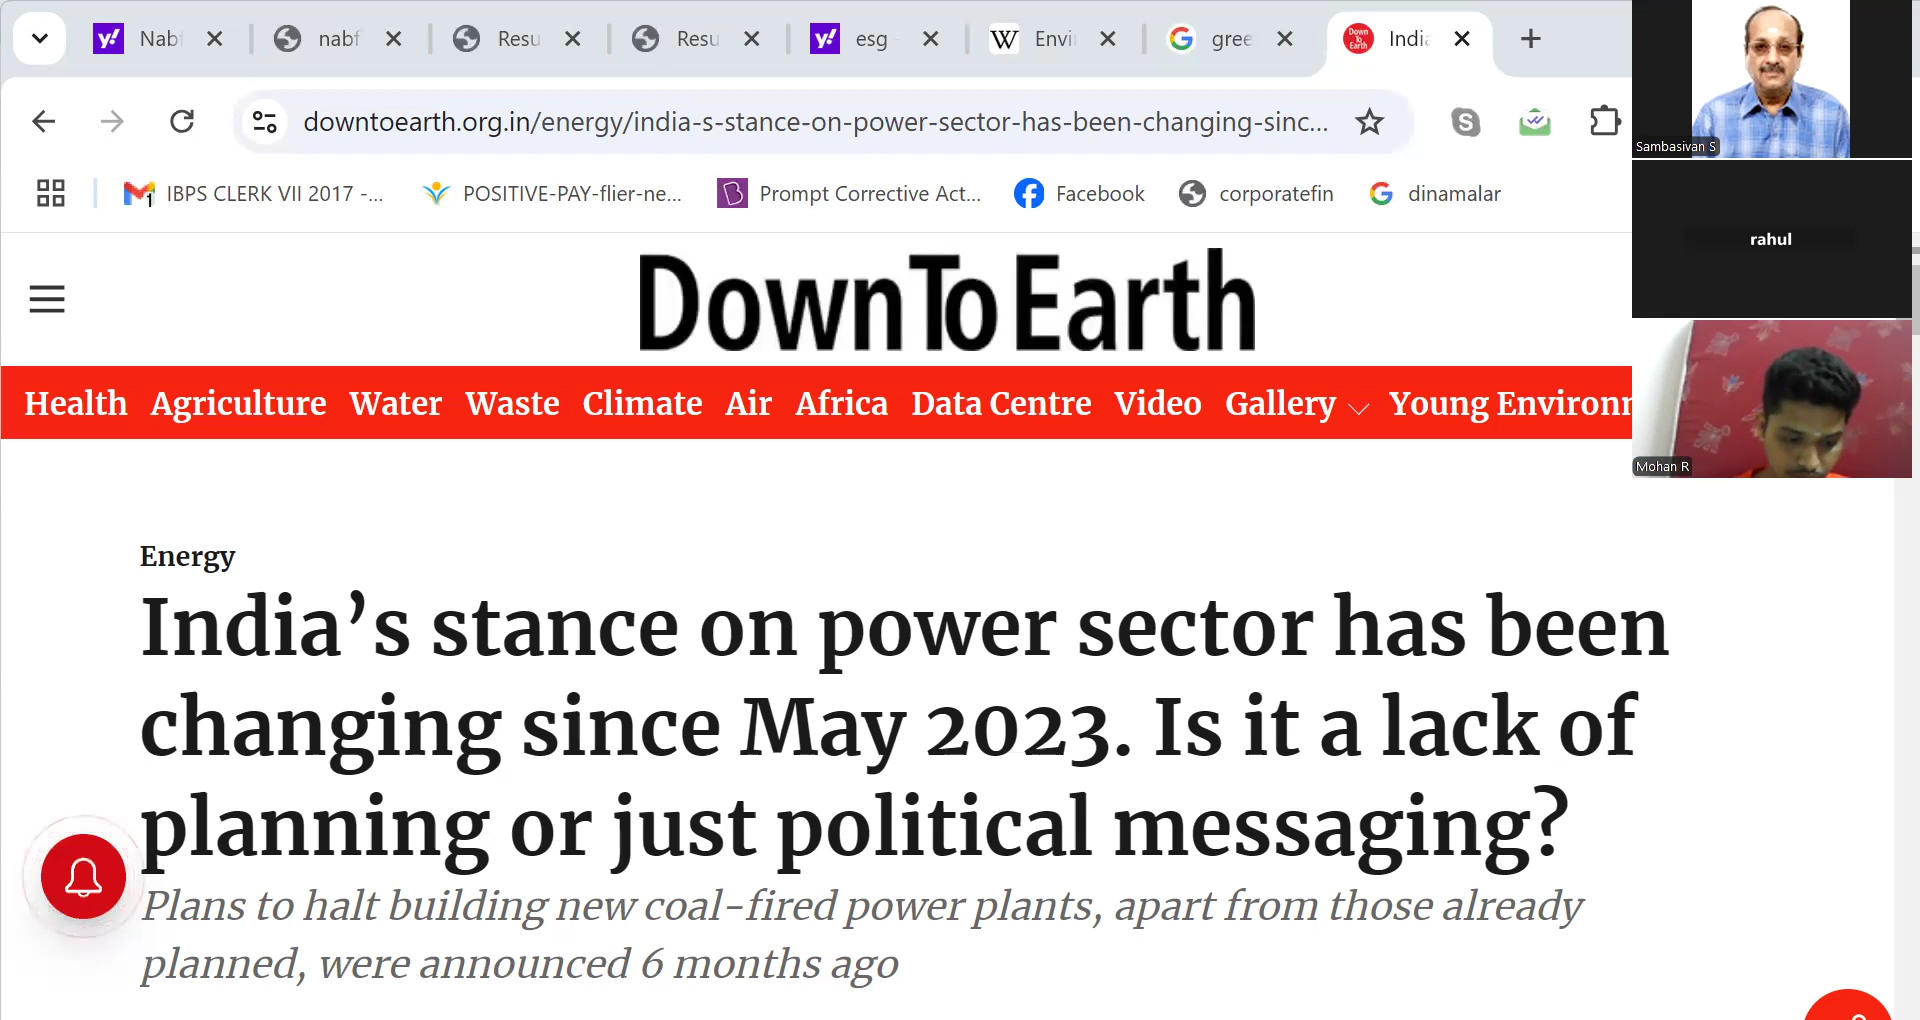 Nabf
nabf
Resu
Resu
esg
Envi
gree
India
downtoearth.org.in/energy/india-s-stance-on-power-sector-has-been-changing-sinc...
IBPS CLERK VII 2017 -...
POSITIVE-PAY-flier-ne...
Prompt Corrective Act...
Facebook
corporatefin
dinamalar
Sambasivan S
rahul
Mohan R
DownToEarth
Health Agriculture Water Waste Climate Air Africa Data Centre Video Gallery Young Environm
Energy
India’s stance on power sector has been
changing since May 2023. Is it a lack of
planning or just political messaging?
Plans to halt building new coal-fired power plants, apart from those already
planned, were announced 6 months ago